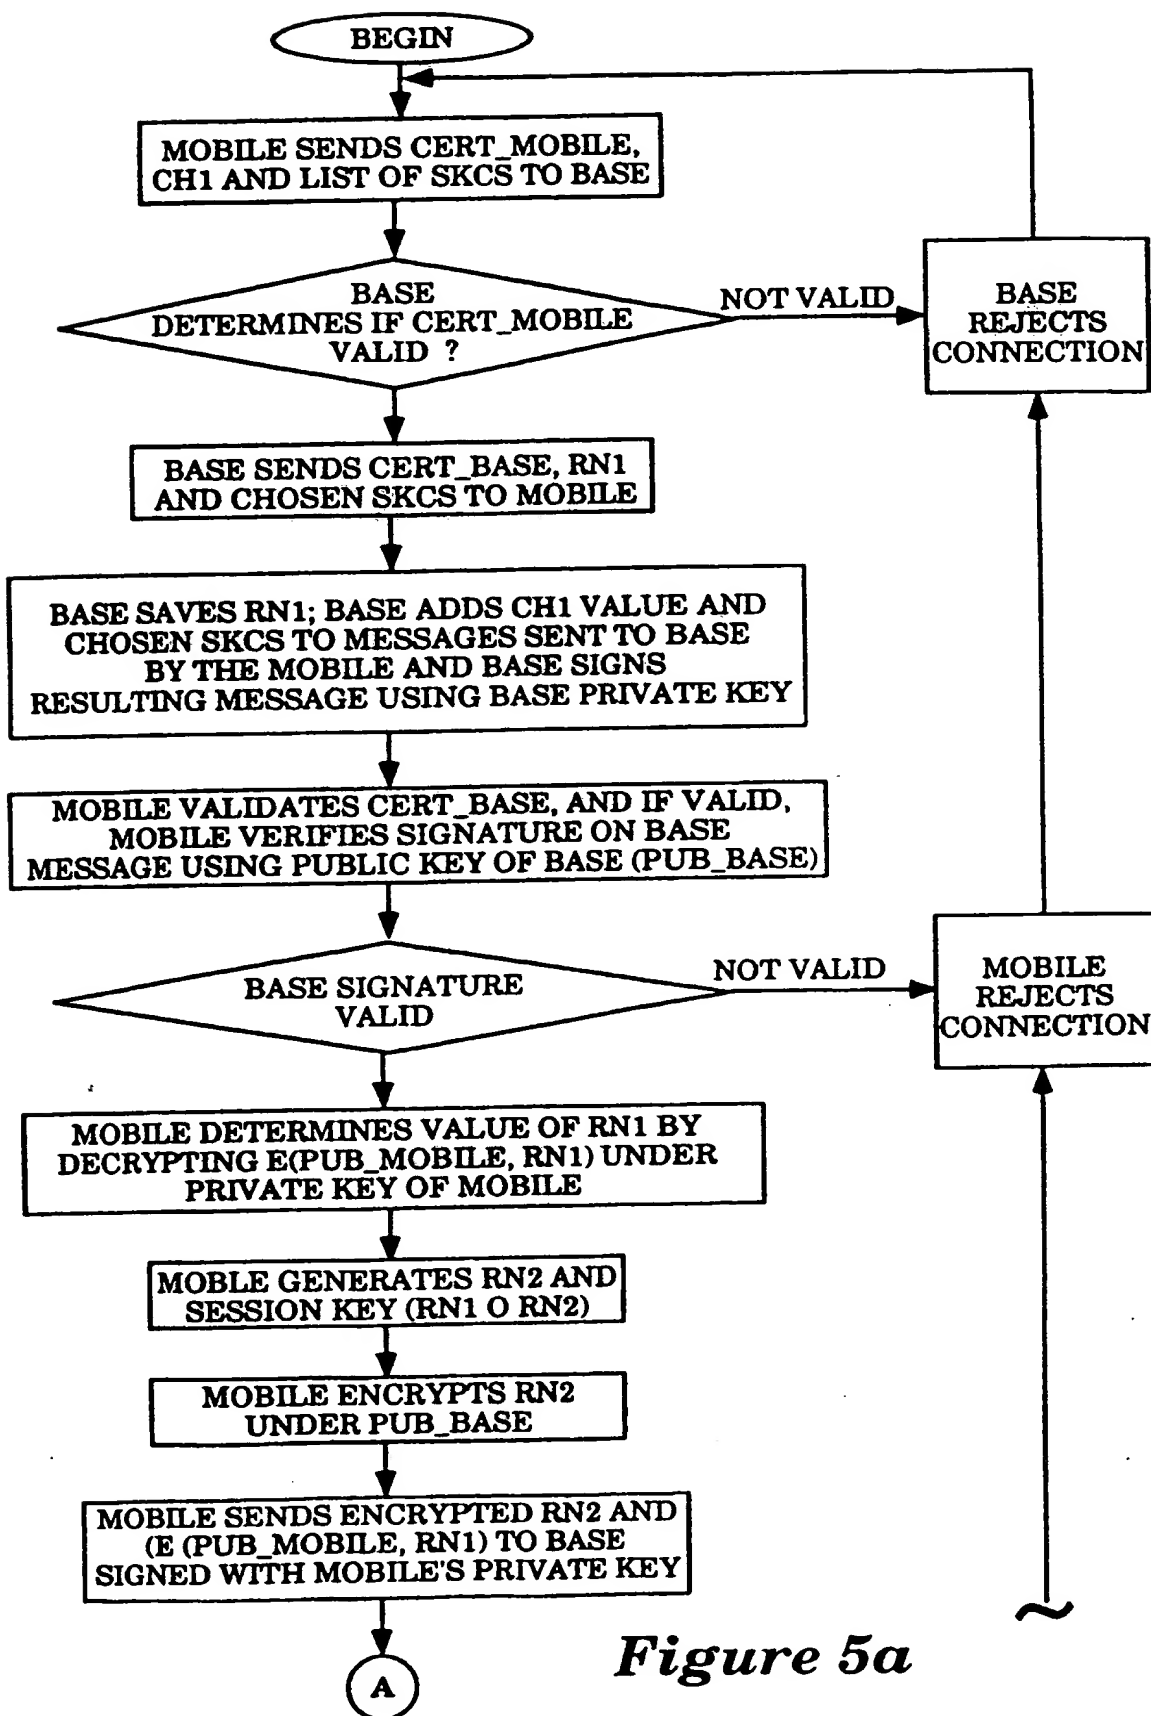 BEGIN
MOBILE SENDS CERT_MOBILE,
CH1 AND LIST OF SKCS TO BASE
BASE
DETERMINES IF CERT_MOBILE
VALID ?
NOT VALID
BASE
REJECTS
CONNECTION
BASE SENDS CERT_BASE, RN1
AND CHOSEN SKCS TO MOBILE
BASE SAVES RN1; BASE ADDS CH1 VALUE AND
CHOSEN SKCS TO MESSAGES SENT TO BASE
BY THE MOBILE AND BASE SIGNS
RESULTING MESSAGE USING BASE PRIVATE KEY
MOBILE VALIDATES CERT_BASE, AND IF VALID,
MOBILE VERIFIES SIGNATURE ON BASE
MESSAGE USING PUBLIC KEY OF BASE (PUB_BASE)
BASE SIGNATURE
VALID
NOT VALID
MOBILE
REJECTS
CONNECTION
MOBILE DETERMINES VALUE OF RN1 BY
DECRYPTING E(PUB_MOBILE, RN1) UNDER
PRIVATE KEY OF MOBILE
MOBLE GENERATES RN2 AND
SESSION KEY (RN1 O RN2)
MOBILE ENCRYPTS RN2
UNDER PUB_BASE
MOBILE SENDS ENCRYPTED RN2 AND
(E (PUB_MOBILE, RN1) TO BASE
SIGNED WITH MOBILE'S PRIVATE KEY
A
Figure 5a